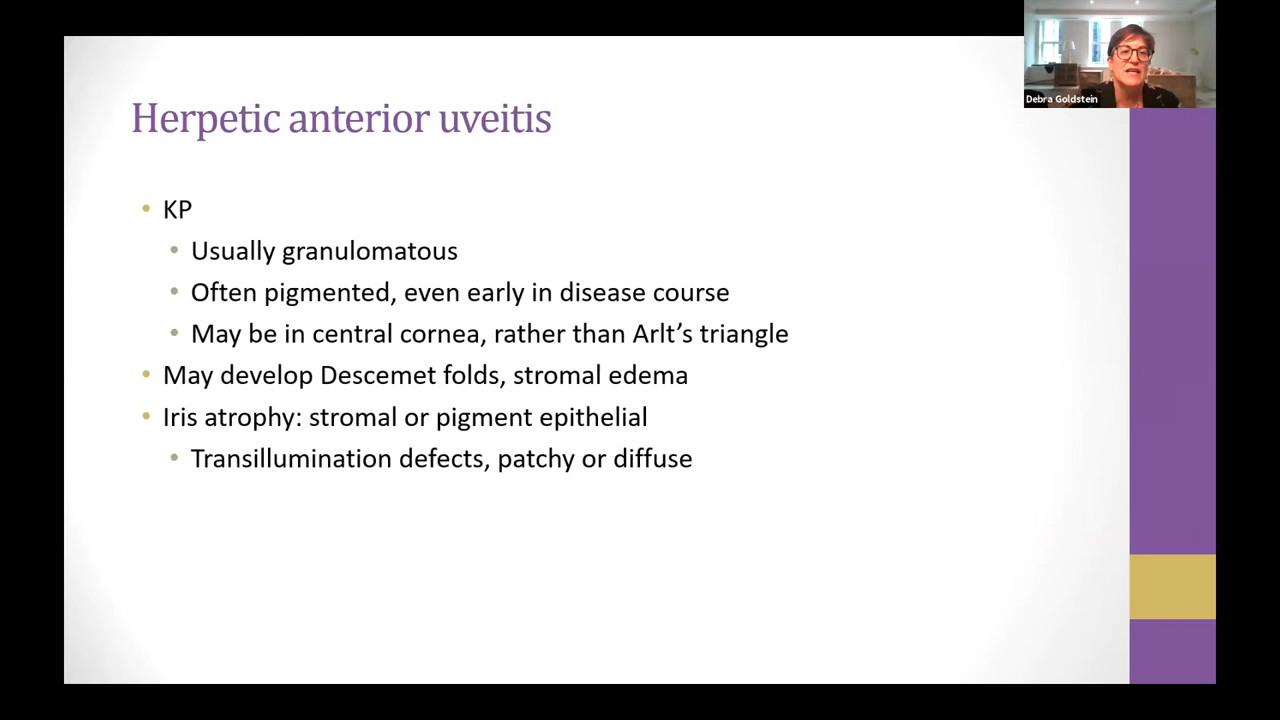 Debra Goldstein
Herpetic anterior uveitis
• KP
• Usually granulomatous
• Often pigmented, even early in disease course
• May be in central cornea, rather than Arlt’s triangle
• May develop Descemet folds, stromal edema
• Iris atrophy: stromal or pigment epithelial
• Transillumination defects, patchy or diffuse